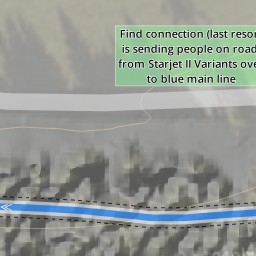 Find connection (last resor
is sending people on road
from Starjet II Variants ove
to blue main line